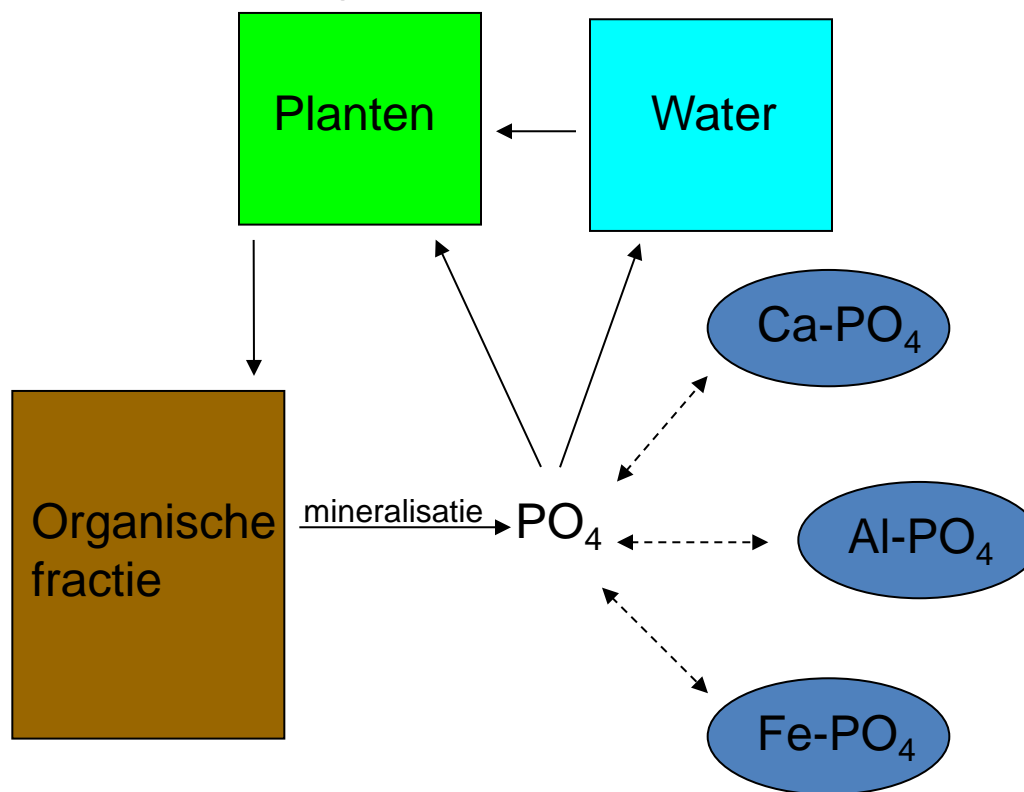 Planten
Water
Ca-PO₄
Organische
fractie
mineralisatie
PO₄
Al-PO₄
Fe-PO₄